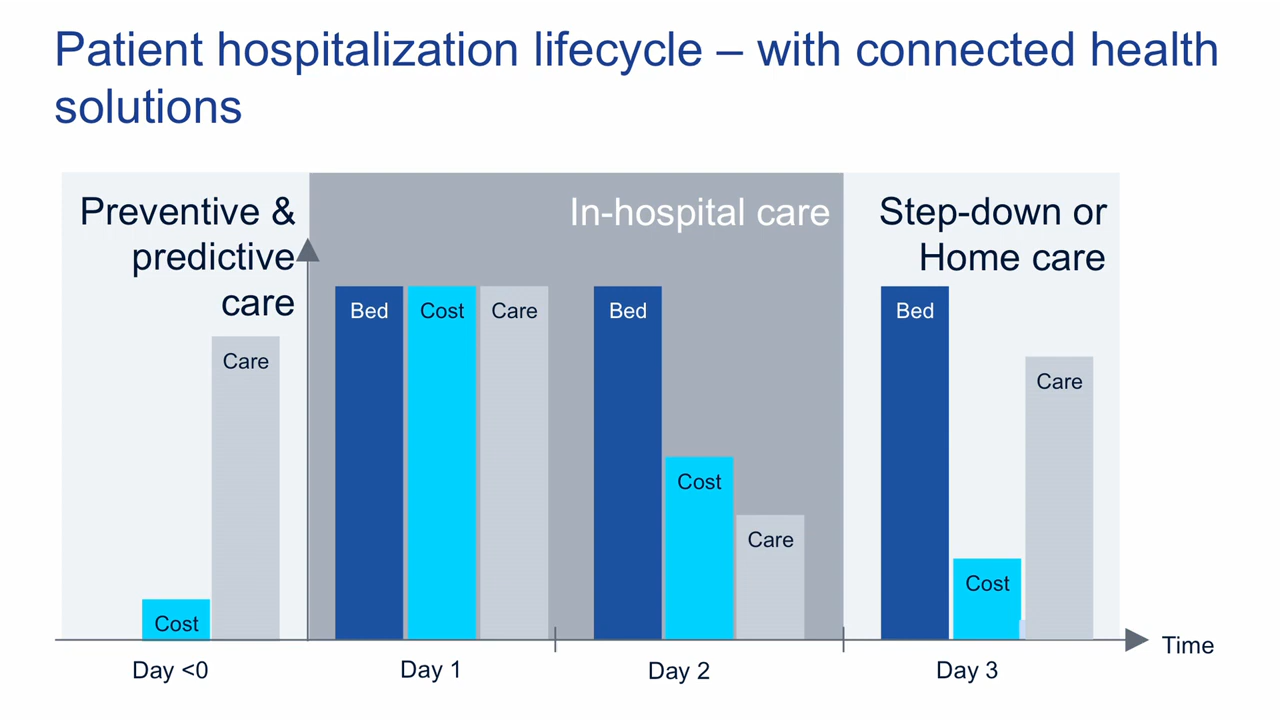 Patient hospitalization lifecycle – with connected health
solutions
Preventive &
predictive
care
In-hospital care
Step-down or
Home care
Cost
Care
Bed
Cost
Care
Bed
Cost
Care
Bed
Cost
Care
Day <0
Day 1
Day 2
Day 3
Time